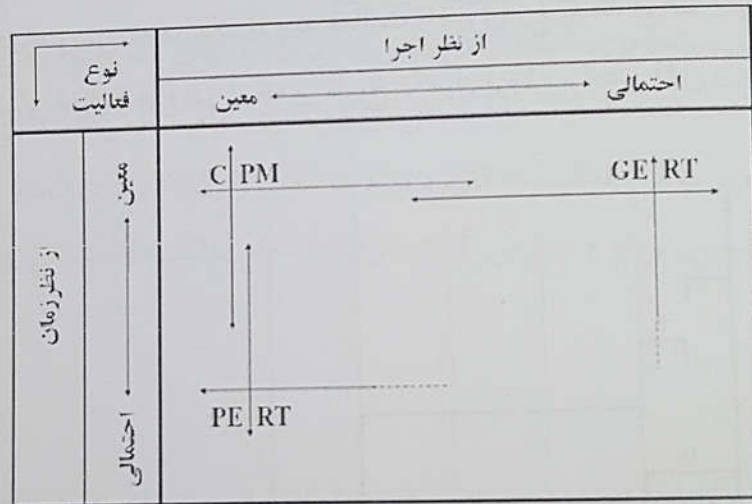 از نظر اجرا
نوع
فعالیت
احتمالی
معین
از نظر زمان
معین
احتمالی
CPM
GERT
PERT